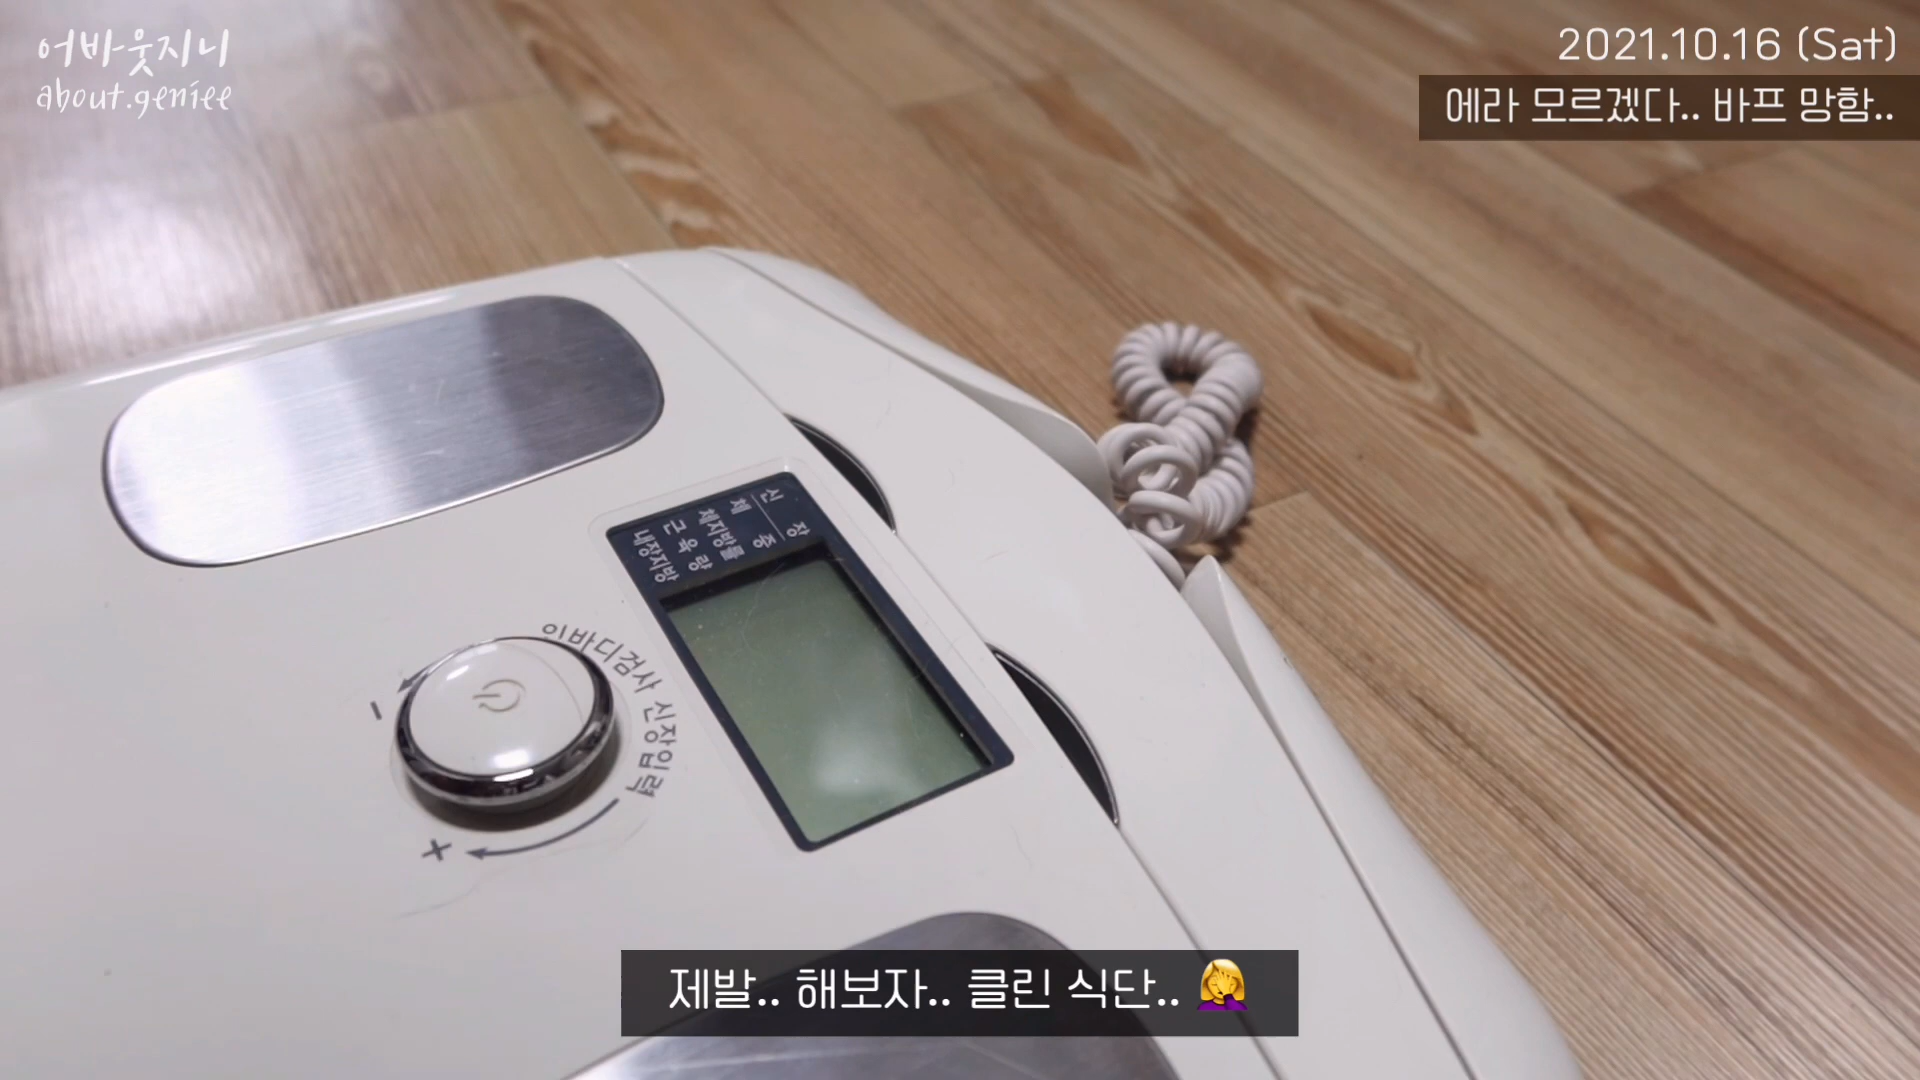 어바웃지니
about.geniee
2021.10.16 (Sat)
에라 모르겠다.. 바프 망함..
신장
체중
체지방률
근육량
내장지방
인바디검사 신장입력
-
+
제발.. 해보자.. 클린 식단.. 🤦‍♀️